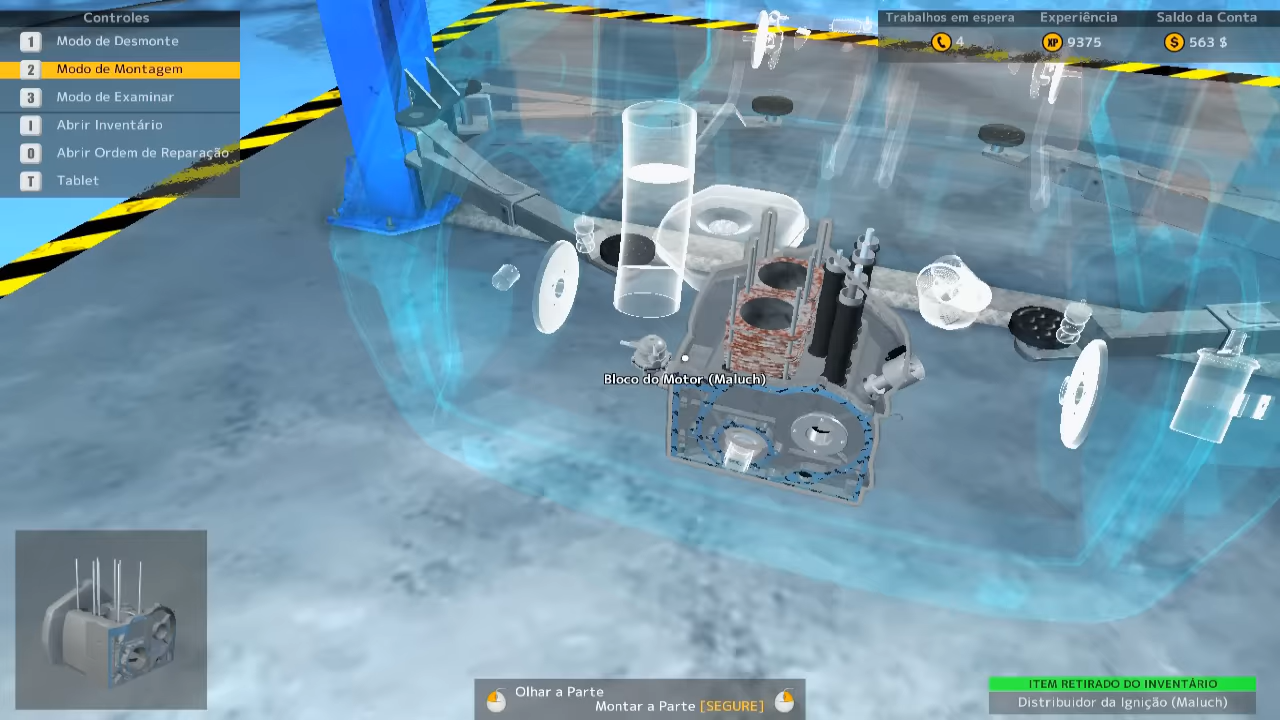 Controles
1 Modo de Desmonte
2 Modo de Montagem
3 Modo de Examinar
I Abrir Inventário
O Abrir Ordem de Reparação
T Tablet
Trabalhos em espera Experiência Saldo da Conta
4 XP 9375 $ 563 $
Bloco do Motor (Maluch)
Olhar a Parte
Montar a Parte [SEGURE]
ITEM RETIRADO DO INVENTÁRIO
Distribuidor da Ignição (Maluch)